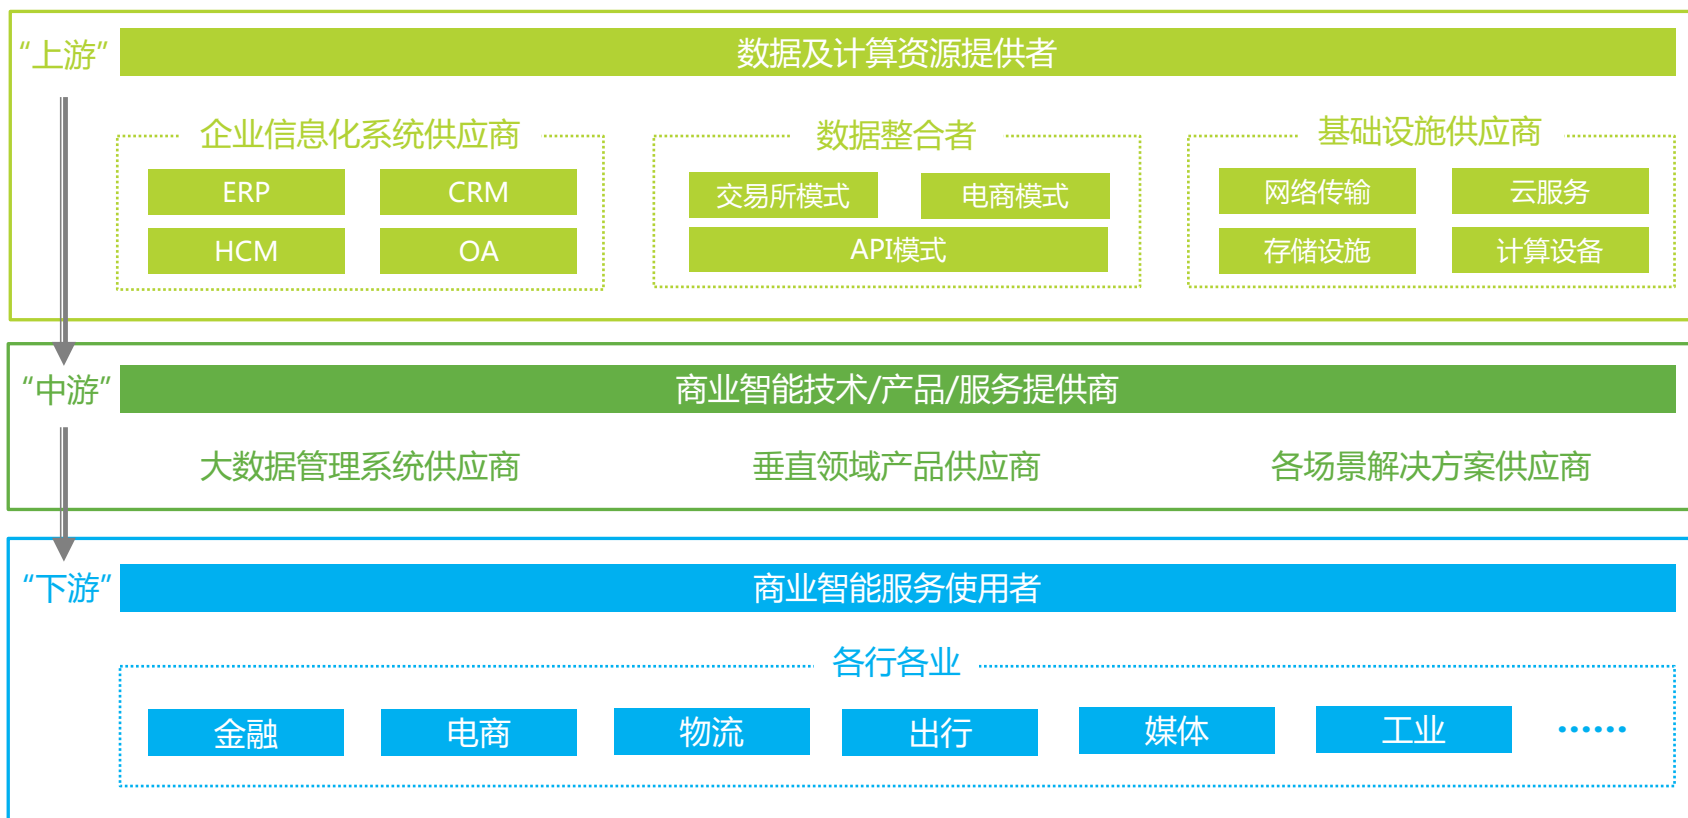 “上游”
数据及计算资源提供者
企业信息化系统供应商
数据整合者
基础设施供应商
ERP
CRM
交易所模式
电商模式
网络传输
云服务
HCM
OA
API模式
存储设施
计算设备
“中游”
商业智能技术/产品/服务提供商
大数据管理系统供应商
垂直领域产品供应商
各场景解决方案供应商
“下游”
商业智能服务使用者
各行各业
金融
电商
物流
出行
媒体
工业
……